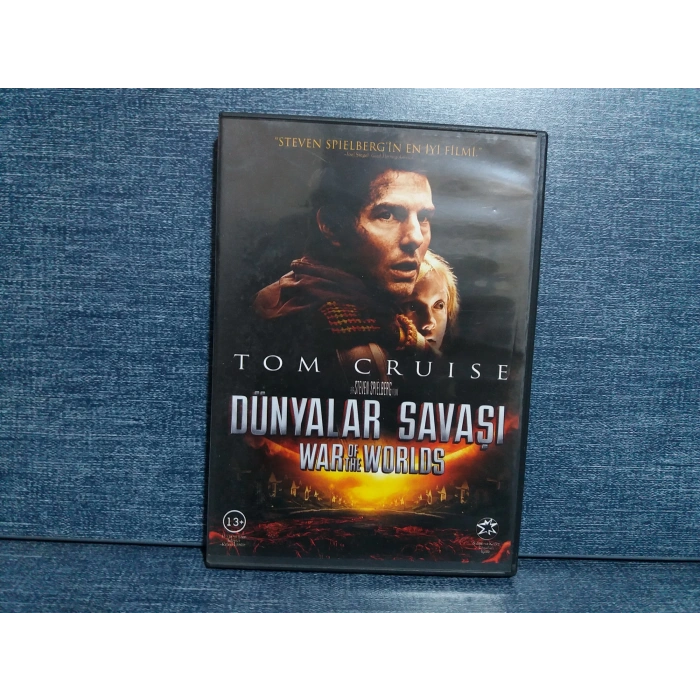 "STEVEN SPIELBERG'İN EN İYİ FİLMİ."
TOM CRUISE
STEVEN SPIELBERG
DÜNYALAR SAVAŞI
WAR OF THE WORLDS
13+